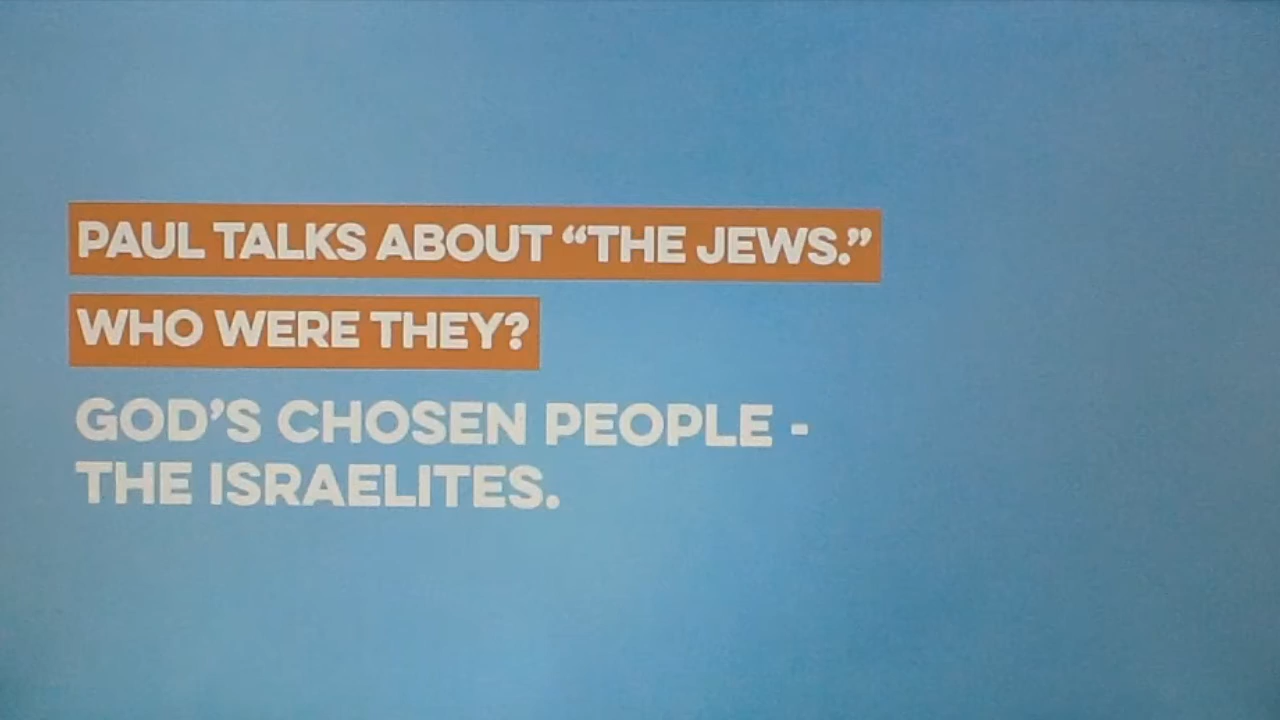 PAUL TALKS ABOUT “THE JEWS.”
WHO WERE THEY?
GOD’S CHOSEN PEOPLE -
THE ISRAELITES.